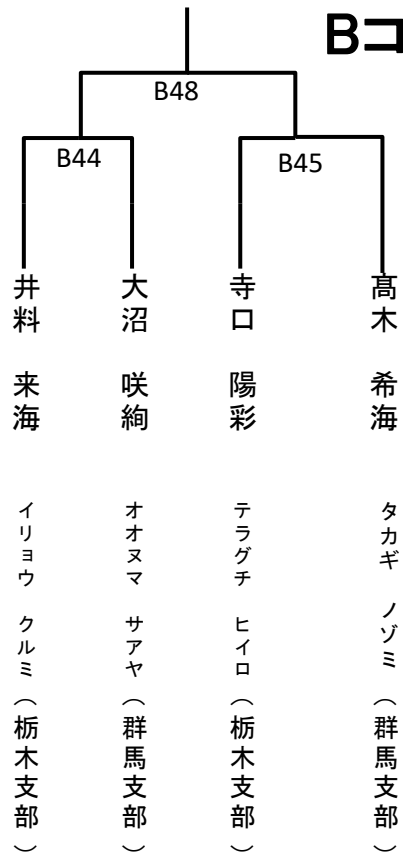 Bコ
B48
B44
B45
井料 来海
イリョウ クルミ（栃木支部）
大沼 咲絢
オオヌマ サアヤ（群馬支部）
寺口 陽彩
テラグチ ヒイロ（栃木支部）
髙木 希海
タカギ ノゾミ（群馬支部）